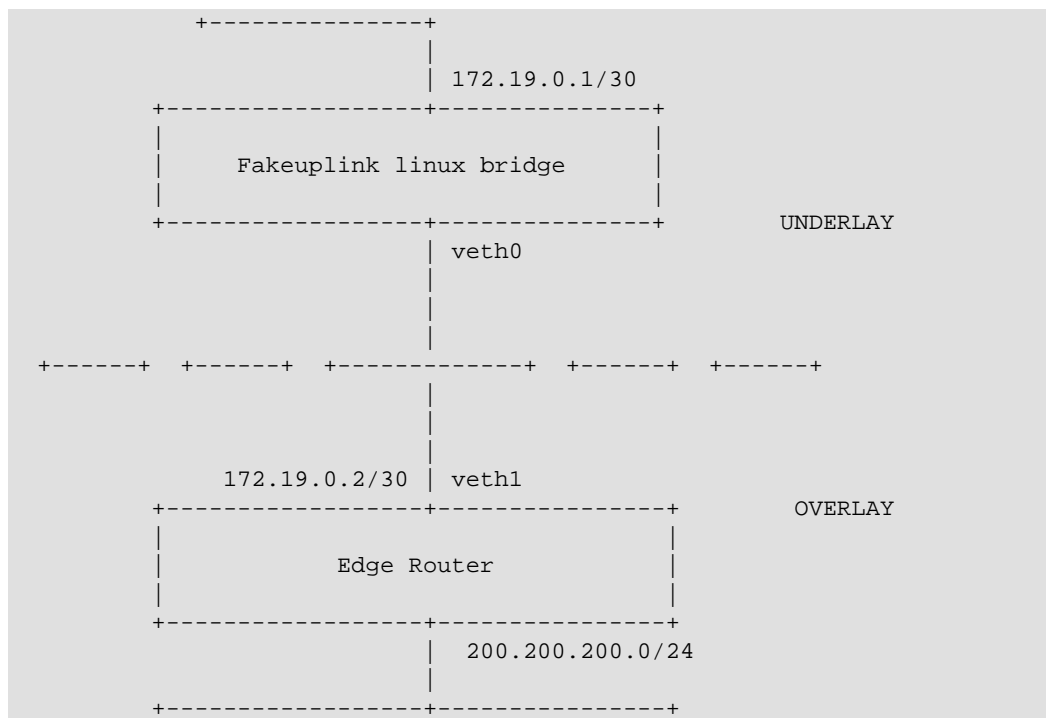 172.19.0.1/30
Fakeuplink linux bridge
UNDERLAY
veth0
172.19.0.2/30 veth1
OVERLAY
Edge Router
200.200.200.0/24